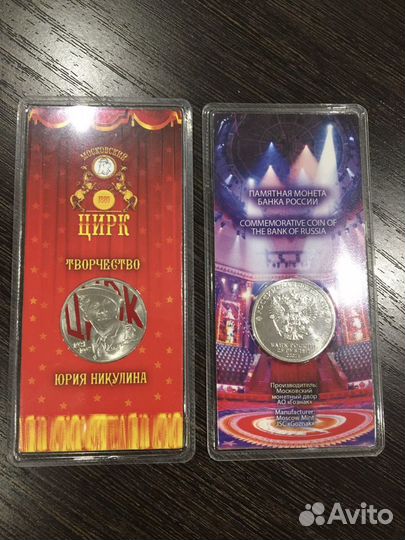 МОСКОВСКИЙ
1880
ЦИРК
ТВОРЧЕСТВО
ЦИРК
ЮРИЯ НИКУЛИНА
ПАМЯТНАЯ МОНЕТА
БАНКА РОССИИ
COMMEMORATIVE COIN OF
THE BANK OF RUSSIA
БАНК РОССИИ
Производитель:
Московский
монетный двор
АО «Гознак»
Manufacturer:
Moscow Mint
JSC «Goznak»
Avito